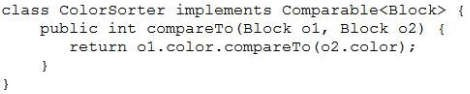 class ColorSorter implements Comparable<Block> {
    public int compareTo(Block o1, Block o2) {
        return o1.color.compareTo(o2.color);
    }
}